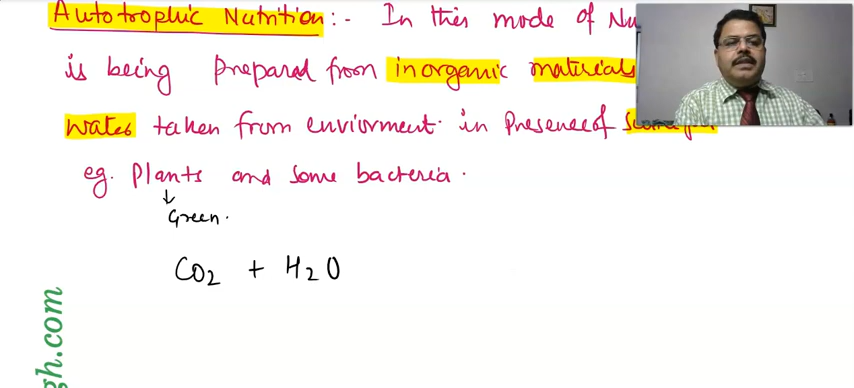 Autotrophic Nutrition :- In this mode of Nu
is being prepared from inorganic materials
water taken from enviorment in presence of
eg. Plants and some bacteria.
↓
Green.
CO2 + H2O
gh.com